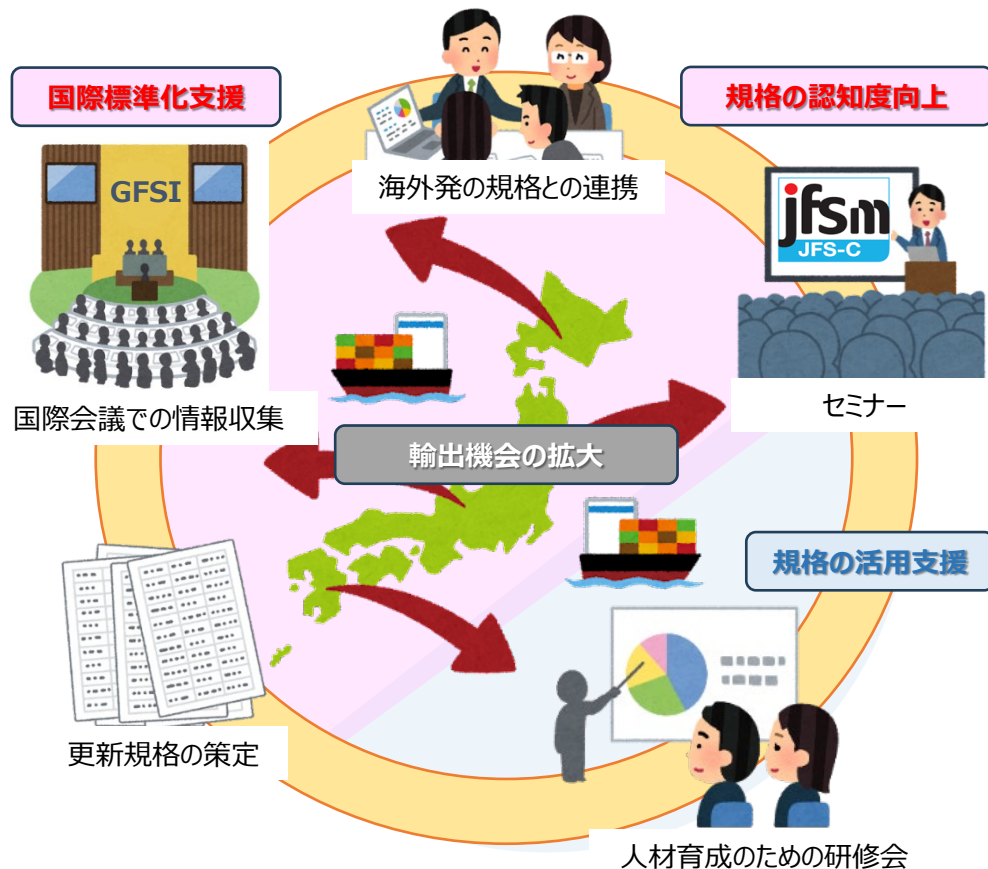 国際標準化支援
規格の認知度向上
GFSI
海外発の規格との連携
jfsm
JFS-C
国際会議での情報収集
セミナー
輸出機会の拡大
規格の活用支援
更新規格の策定
人材育成のための研修会